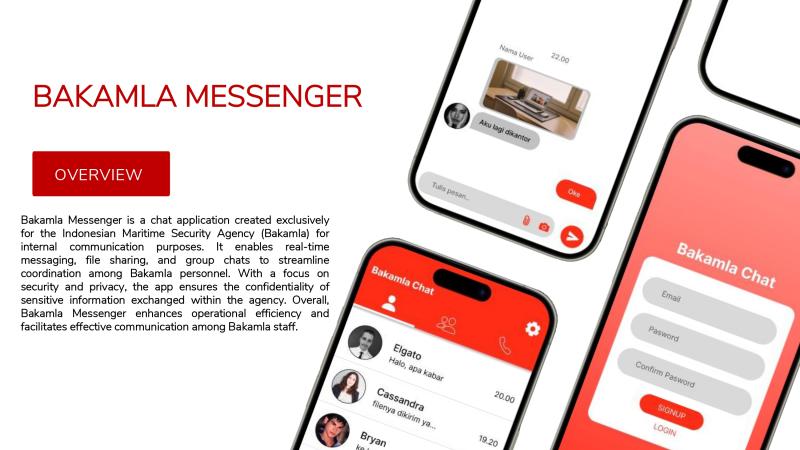 BAKAMLA MESSENGER
OVERVIEW
Bakamla Messenger is a chat application created exclusively
for the Indonesian Maritime Security Agency (Bakamla) for
internal communication purposes. It enables real-time
messaging, file sharing, and group chats to streamline
coordination among Bakamla personnel. With a focus on
security and privacy, the app ensures the confidentiality of
sensitive information exchanged within the agency. Overall,
Bakamla Messenger enhances operational efficiency and
facilitates effective communication among Bakamla staff.
Nama User 22.00
Aku lagi dikantor
Oke
Tulis pesan..
Bakamla Chat
Elgato
Halo, apa kabar
20.00
Cassandra
filenya dikirim ya...
19.20
Bryan
Bakamla Chat
Email
Pasword
Confirm Pasword
SIGNUP
LOGIN